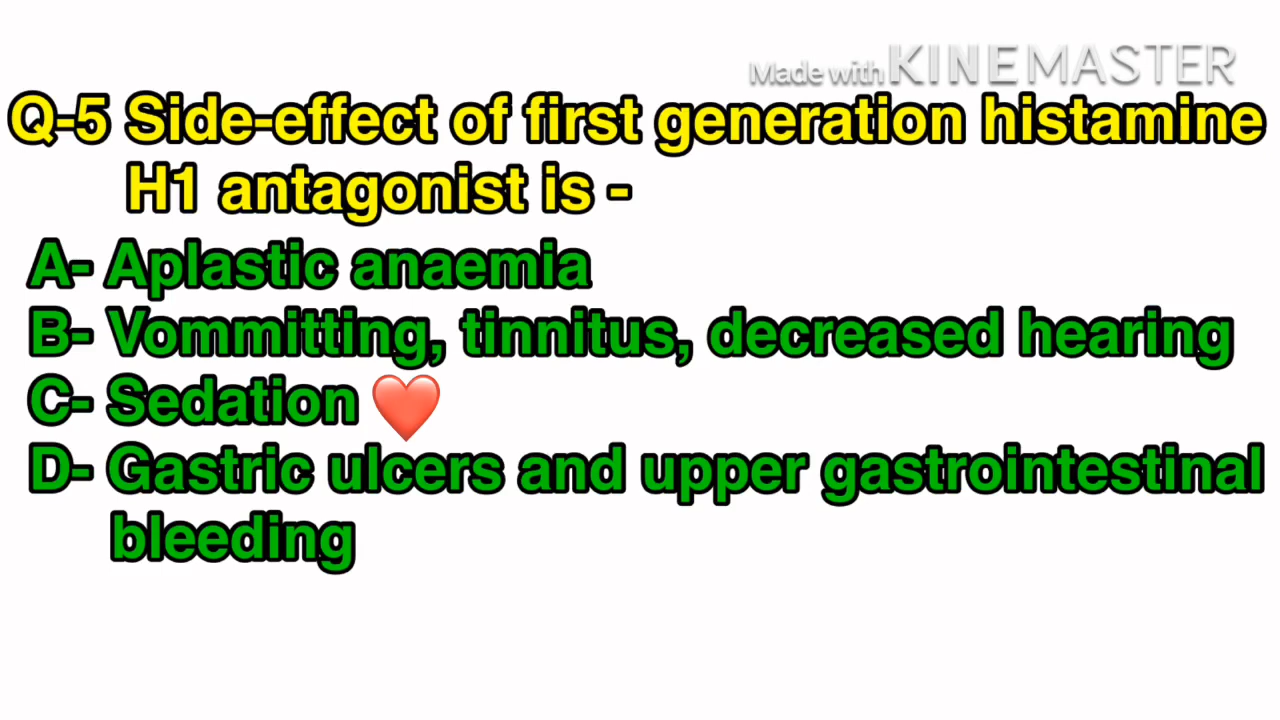 Made with KINEMASTER
Q-5 Side-effect of first generation histamine
H1 antagonist is -
A- Aplastic anaemia
B- Vommitting, tinnitus, decreased hearing
C- Sedation ❤️
D- Gastric ulcers and upper gastrointestinal
bleeding